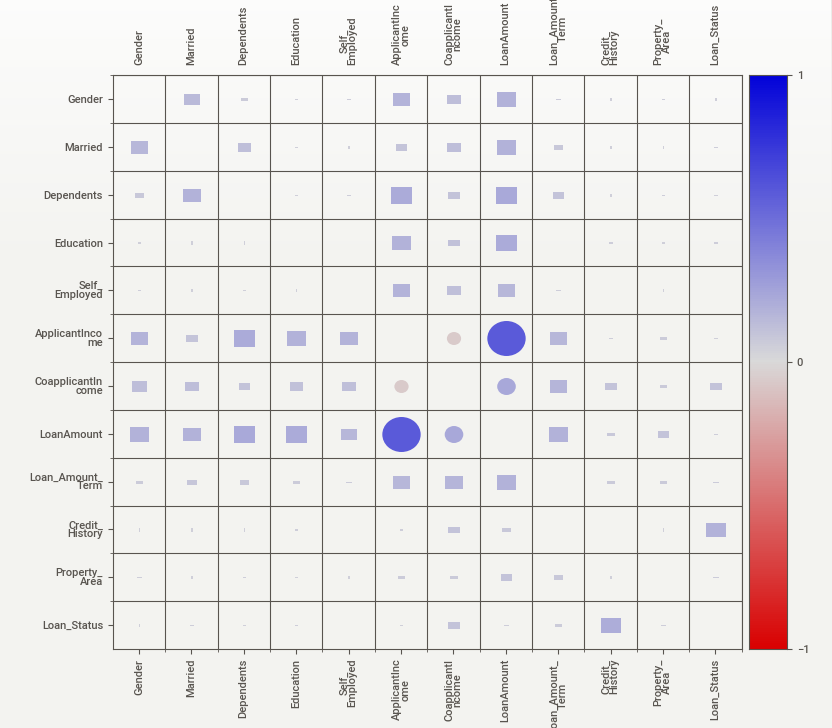 Gender
Married
Dependents
Education
Self_
Employed
ApplicantInc
ome
CoapplicantI
ncome
LoanAmount
Loan_Amount_
Term
Credit_
History
Property_
Area
Loan_Status
Gender
Married
Dependents
Education
Self_
Employed
ApplicantInco
me
CoapplicantIn
come
LoanAmount
Loan_Amount_
Term
Credit_
History
Property_
Area
Loan_Status
1
0
-1
Gender
Married
Dependents
Education
Self_
Employed
ApplicantInc
ome
CoapplicantI
ncome
LoanAmount
oan_Amount_
Term
Credit_
History
Property_
Area
Loan_Status